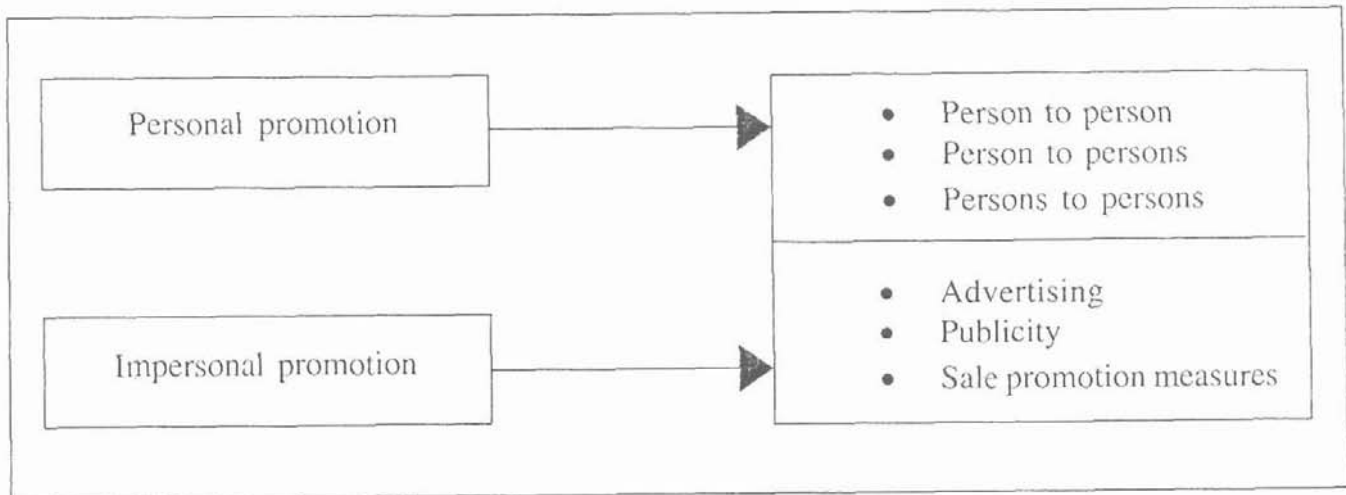 Personal promotion
• Person to person
• Person to persons
• Persons to persons
Impersonal promotion
• Advertising
• Publicity
• Sale promotion measures